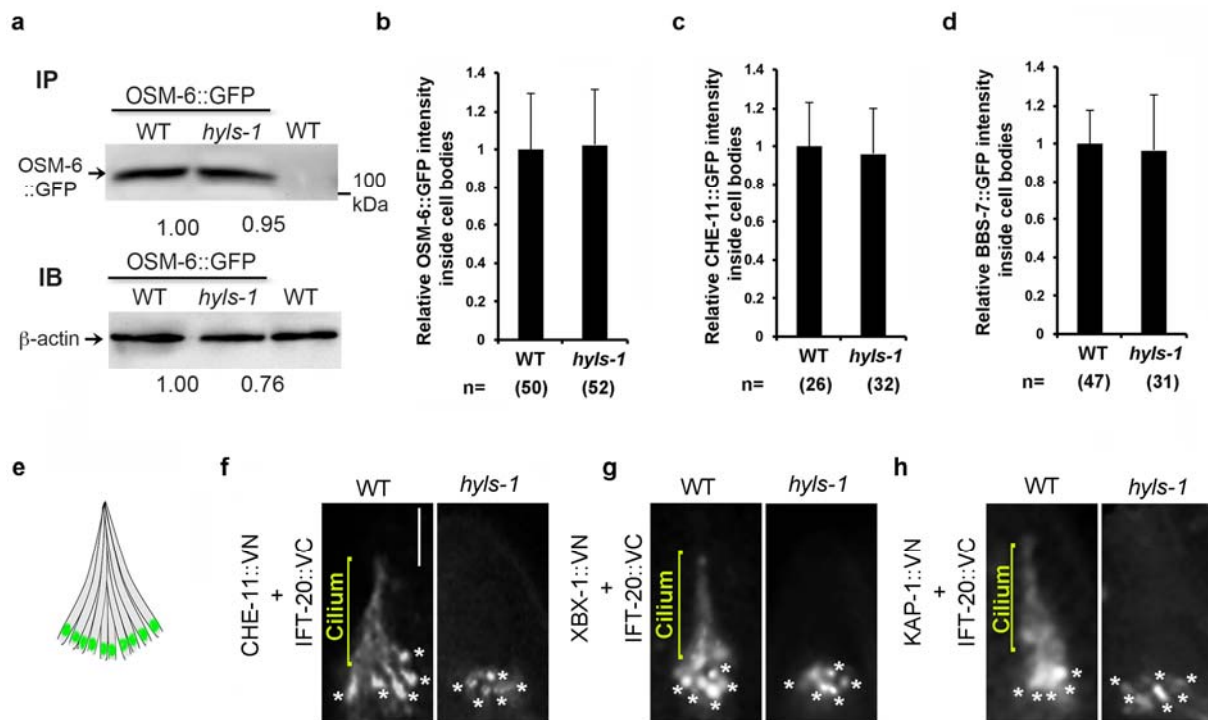 a
IP
OSM-6::GFP
WT hyls-1 WT
OSM-6
::GFP
100
kDa
1.00 0.95
IB
OSM-6::GFP
WT hyls-1 WT
β-actin
1.00 0.76
b
Relative OSM-6::GFP intensity
inside cell bodies
1.4
1.2
1
0.8
0.6
0.4
0.2
0
WT hyls-1
n= (50) (52)
c
Relative CHE-11::GFP intensity
inside cell bodies
1.4
1.2
1
0.8
0.6
0.4
0.2
0
WT hyls-1
n= (26) (32)
d
Relative BBS-7::GFP intensity
inside cell bodies
1.4
1.2
1
0.8
0.6
0.4
0.2
0
WT hyls-1
n= (47) (31)
e
f
WT hyls-1
CHE-11::VN
+
IFT-20::VC
Cilium
* * * * * *
* * * * * *
g
WT hyls-1
XBX-1::VN
+
IFT-20::VC
Cilium
* * * * * *
* * * * * *
h
WT hyls-1
KAP-1::VN
+
IFT-20::VC
Cilium
* * * * *
* * * * * *